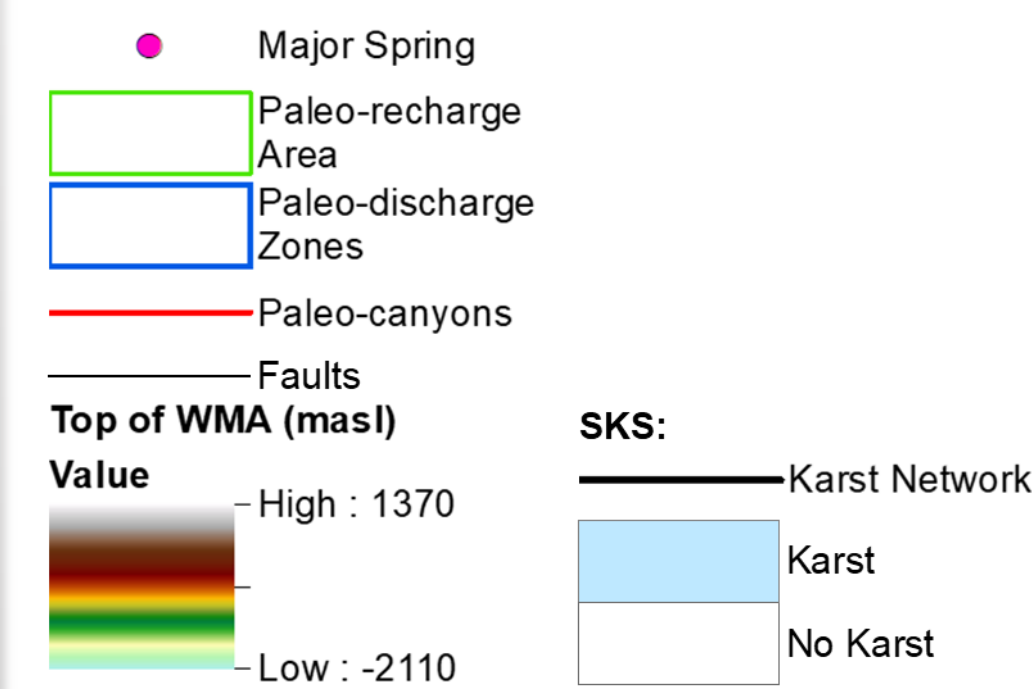 Major Spring
Paleo-recharge
Area
Paleo-discharge
Zones
Paleo-canyons
Faults
Top of WMA (masl)
Value
High : 1370
Low : -2110
SKS:
Karst Network
Karst
No Karst